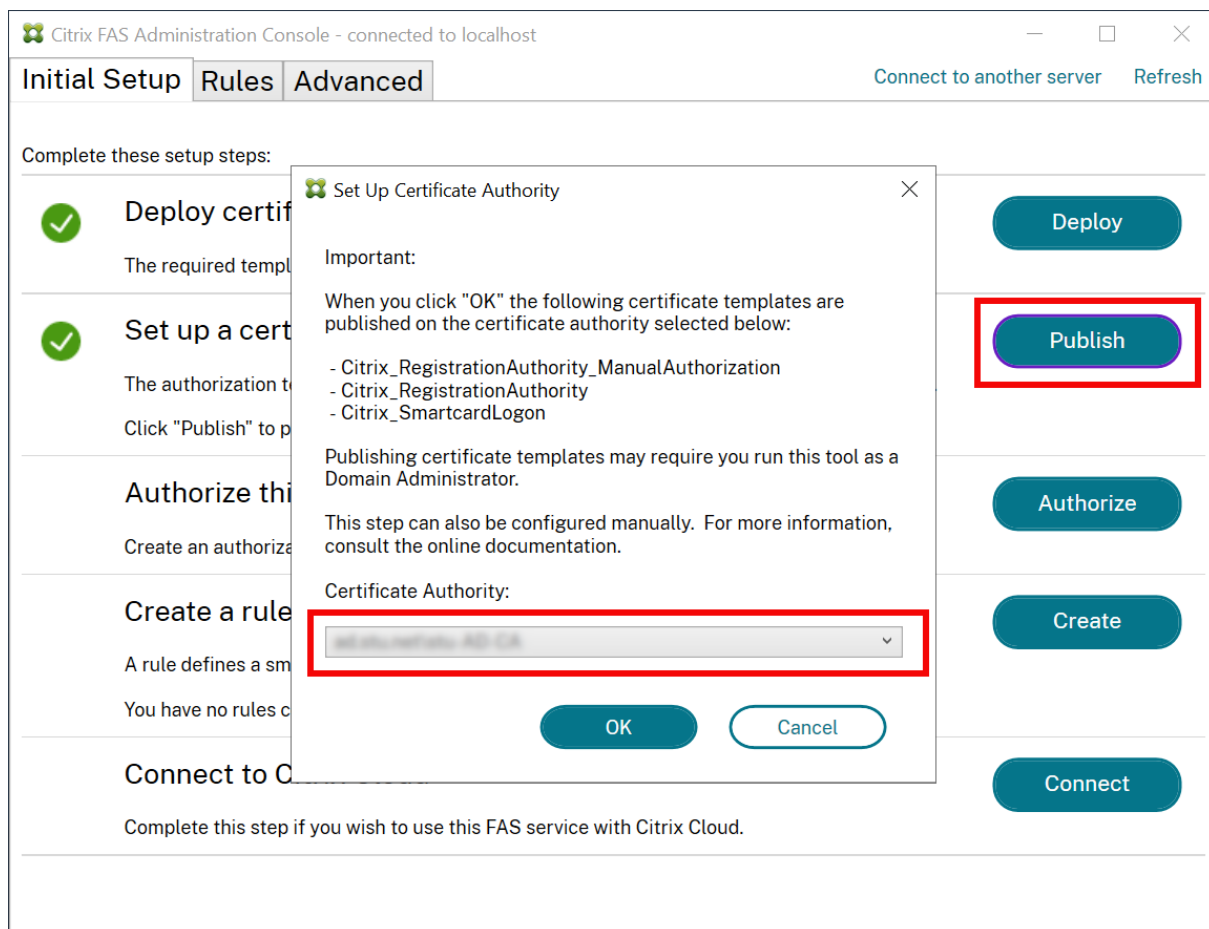 Citrix FAS Administration Console - connected to localhost
Initial Setup Rules Advanced
Connect to another server Refresh
Complete these setup steps:
Set Up Certificate Authority
Deploy
The required
Important:
When you click "OK" the following certificate templates are
published on the certificate authority selected below:
Set up a
Publish
- Citrix_RegistrationAuthority_ManualAuthorization
The authorization
- Citrix_RegistrationAuthority
- Citrix_SmartcardLogon
Click "Publish" to
Publishing certificate templates may require you run this tool as a
Domain Administrator.
Authorize
Authorize
This step can also be configured manually. For more information,
consult the online documentation.
Create an
Certificate Authority:
Create a rule
Create
A rule defines a
You have no rules
OK
Cancel
Connect to
Connect
Complete this step if you wish to use this FAS service with Citrix Cloud.
Deploy